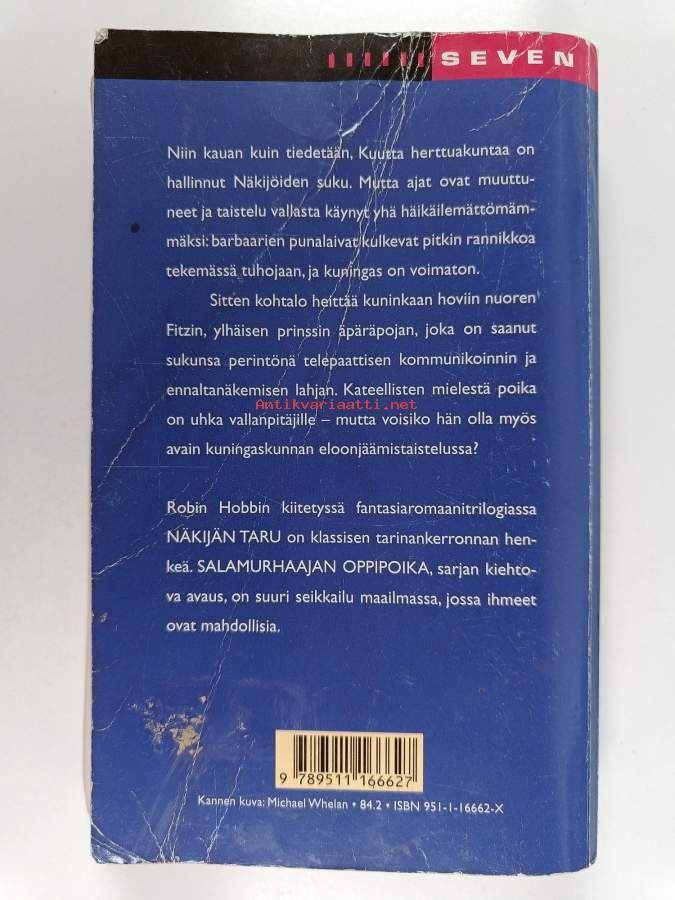 SEVEN
Niin kauan kuin tiedetään, Kuutta herttuakuntaa on
hallinnut Näkijöiden suku. Mutta ajat ovat muuttu-
neet ja taistelu vallasta käynyt yhä häikäilemättömäm-
mäksi: barbaarien punalaivat kulkevat pitkin rannikkoa
tekemässä tuhojaan, ja kuningas on voimaton.
Sitten kohtalo heittää kuninkaan hoviin nuoren
Fitzin, ylhäisen prinssin äpäräpojan, joka on saanut
sukunsa perintönä telepaattisen kommunikoinnin ja
ennaltanäkemisen lahjan. Kateellisten mielestä poika
Antikvariaatti.net
on uhka vallanpitäjille – mutta voisiko hän olla myös
avain kuningaskunnan eloonjäämistaistelussa?
Robin Hobbin kiitetyssä fantasiaromaanitrilogiassa
NÄKIJÄN TARU on klassisen tarinankerronnan hen-
keä. SALAMURHAAJAN OPPIPOIKA, sarjan kiehto-
va avaus, on suuri seikkailu maailmassa, jossa ihmeet
ovat mahdollisia.
9 789511 166627
Kannen kuva: Michael Whelan • 84.2 • ISBN 951-1-16662-X